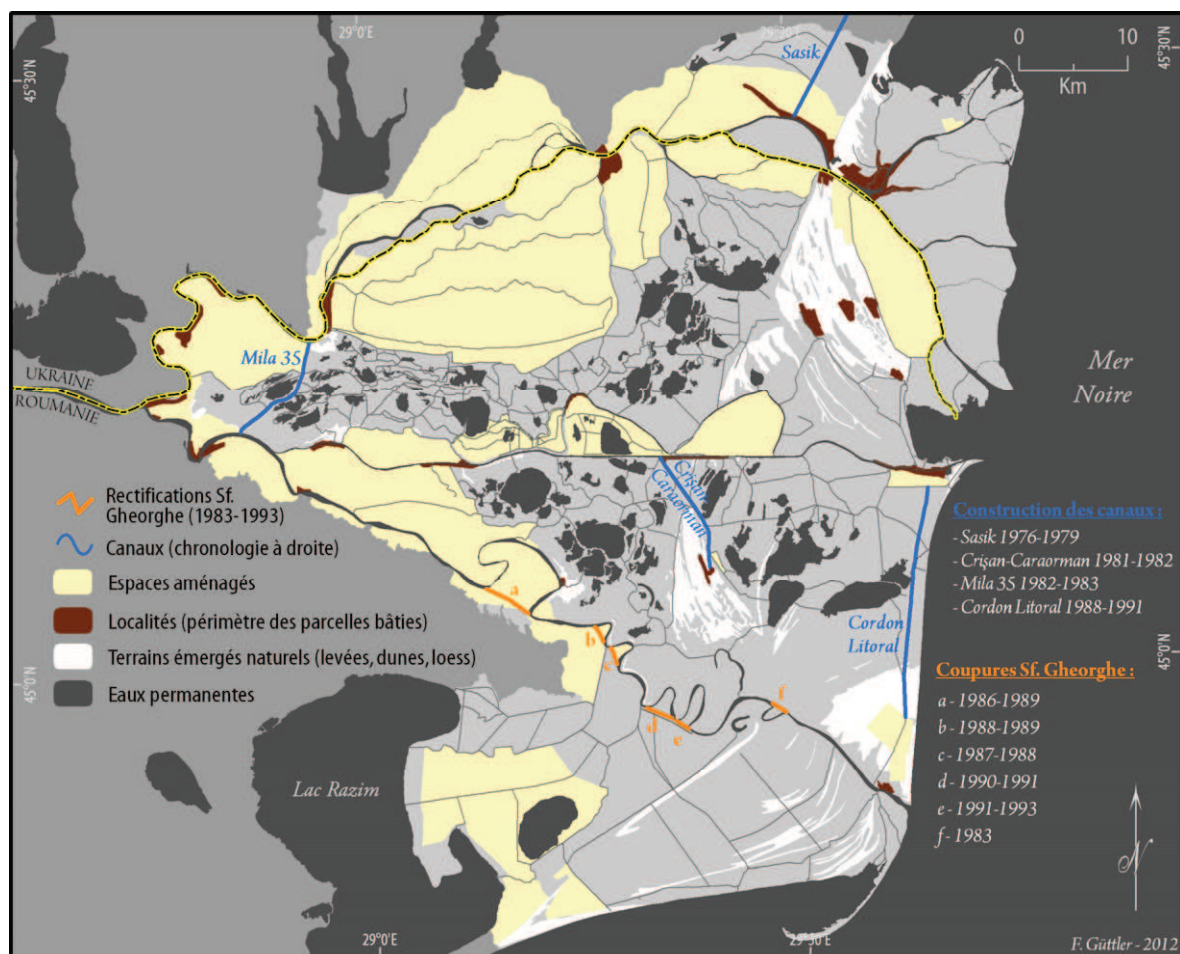 29°0'E
29°30'E
45°30'N
45°30'N
0 10
Km
Sasik
Mila 35
UKRAINE
ROUMANIE
Mer
Noire
Crişan
Caraorman
Rectifications Sf.
Gheorghe (1983-1993)
Canaux (chronologie à droite)
Espaces aménagés
Localités (périmètre des parcelles bâties)
Terrains émergés naturels (levées, dunes, loess)
Eaux permanentes
a
b
c
d
e
f
Cordon
Litoral
Construction des canaux :
- Sasik 1976-1979
- Crişan-Caraorman 1981-1982
- Mila 35 1982-1983
- Cordon Litoral 1988-1991
45°0'N
45°0'N
Coupures Sf. Gheorghe :
a - 1986-1989
b - 1988-1989
c - 1987-1988
d - 1990-1991
e - 1991-1993
f - 1983
Lac Razim
N
29°0'E
29°30'E
F. Güttler - 2012